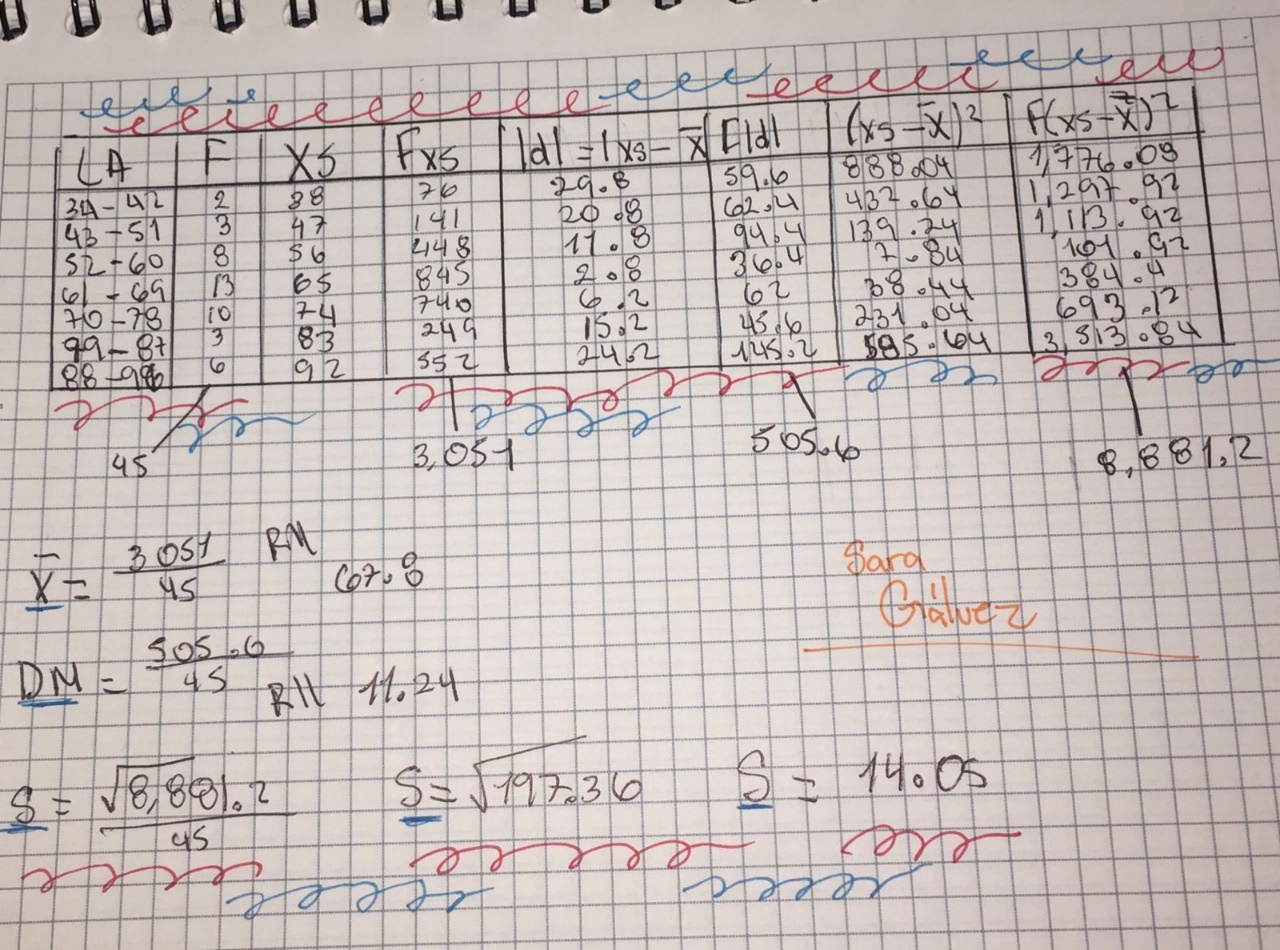 LA F XS FXS |d| = |xs - X̄| F|d| (xs - X̄)² F(xs - X̄)²
34-42 2 38 76 29.8 59.6 888.04 1,776.08
43-51 3 47 141 20.8 62.4 432.64 1,297.92
52-60 8 56 448 11.8 94.4 139.24 1,113.92
61-69 13 65 845 2.8 36.4 7.84 101.92
70-78 10 74 740 6.2 62 38.44 384.4
99-87 3 83 249 15.2 45.6 231.04 693.12
88-96 6 92 552 24.2 145.2 585.64 3,513.84
45 3,051 505.6 8,881.2
X̄ = 3051/45 RM 67.8
Sara
Gálvez
DM = 505.6/45 R// 11.24
S = √8,881.2/45 S = √197.36 S = 14.05